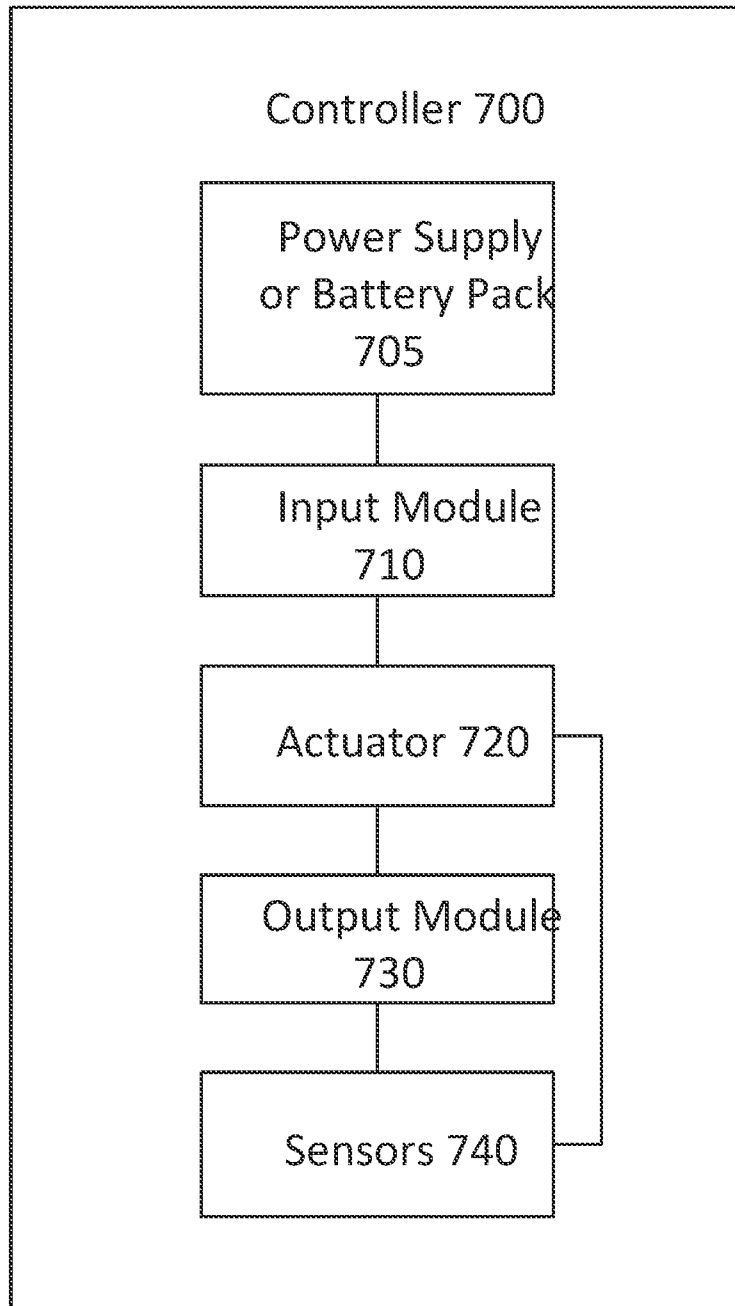 Controller 700
Power Supply
or Battery Pack
705
Input Module
710
Actuator 720
Output Module
730
Sensors 740